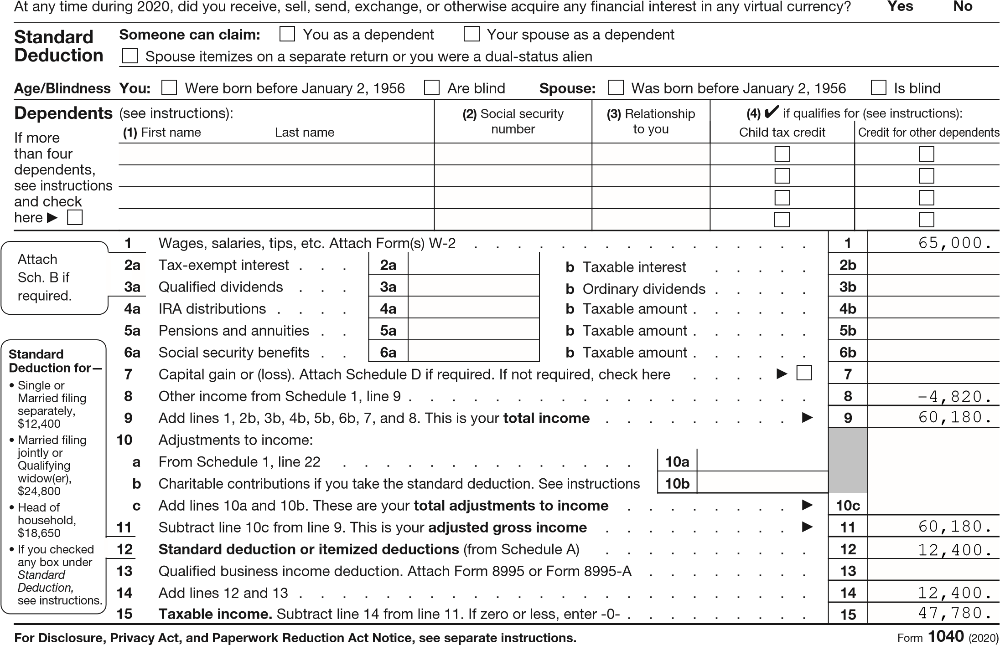 At any time during 2020, did you receive, sell, send, exchange, or otherwise acquire any financial interest in any virtual currency? Yes No
Standard Deduction
Someone can claim: You as a dependent Your spouse as a dependent
Spouse itemizes on a separate return or you were a dual-status alien
Age/Blindness You: Were born before January 2, 1956 Are blind Spouse: Was born before January 2, 1956 Is blind
Dependents (see instructions):
(1) First name Last name
(2) Social security
number
(3) Relationship
to you
(4) ✔ if qualifies for (see instructions):
Child tax credit Credit for other dependents
If more
than four
dependents,
see instructions
and check
here ▶
Attach
Sch. B if
required.
1 Wages, salaries, tips, etc. Attach Form(s) W-2 . . . . . . . . . . . . . . . . 1 65,000.
2a Tax-exempt interest . . . 2a b Taxable interest . . . . . 2b
3a Qualified dividends . . . 3a b Ordinary dividends . . . . . 3b
4a IRA distributions . . . . 4a b Taxable amount . . . . . . 4b
5a Pensions and annuities . . 5a b Taxable amount . . . . . . 5b
6a Social security benefits . . 6a b Taxable amount . . . . . . 6b
7 Capital gain or (loss). Attach Schedule D if required. If not required, check here . . . . ▶ 7
8 Other income from Schedule 1, line 9 . . . . . . . . . . . . . . . . . . . 8 -4,820.
9 Add lines 1, 2b, 3b, 4b, 5b, 6b, 7, and 8. This is your total income . . . . . . . . . ▶ 9 60,180.
10 Adjustments to income:
a From Schedule 1, line 22 . . . . . . . . . . . . . . 10a
b Charitable contributions if you take the standard deduction. See instructions 10b
c Add lines 10a and 10b. These are your total adjustments to income . . . . . . . . ▶ 10c
11 Subtract line 10c from line 9. This is your adjusted gross income . . . . . . . . . ▶ 11 60,180.
12 Standard deduction or itemized deductions (from Schedule A) . . . . . . . . . . 12 12,400.
13 Qualified business income deduction. Attach Form 8995 or Form 8995-A . . . . . . . . 13
14 Add lines 12 and 13 . . . . . . . . . . . . . . . . . . . . . . . . 14 12,400.
15 Taxable income. Subtract line 14 from line 11. If zero or less, enter -0- . . . . . . . . . 15 47,780.
Standard
Deduction for—
• Single or
Married filing
separately,
$12,400
• Married filing
jointly or
Qualifying
widow(er),
$24,800
• Head of
household,
$18,650
• If you checked
any box under
Standard
Deduction,
see instructions.
For Disclosure, Privacy Act, and Paperwork Reduction Act Notice, see separate instructions. Form 1040 (2020)